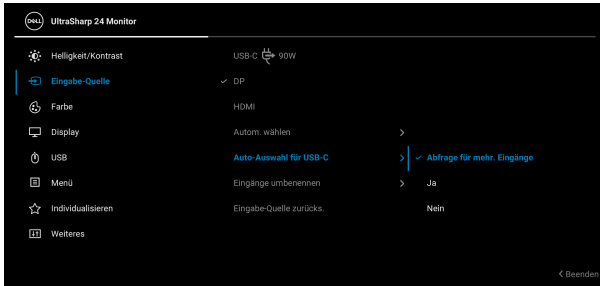 DELL UltraSharp 24 Monitor
Helligkeit/Kontrast
USB-C 90W
Eingabe-Quelle
DP
Farbe
HDMI
Display
Autom. wählen
USB
Auto-Auswahl für USB-C
Abfrage für mehr. Eingänge
Menü
Eingänge umbenennen
Ja
Individualisieren
Eingabe-Quelle zurücks.
Nein
Weiteres
Beenden